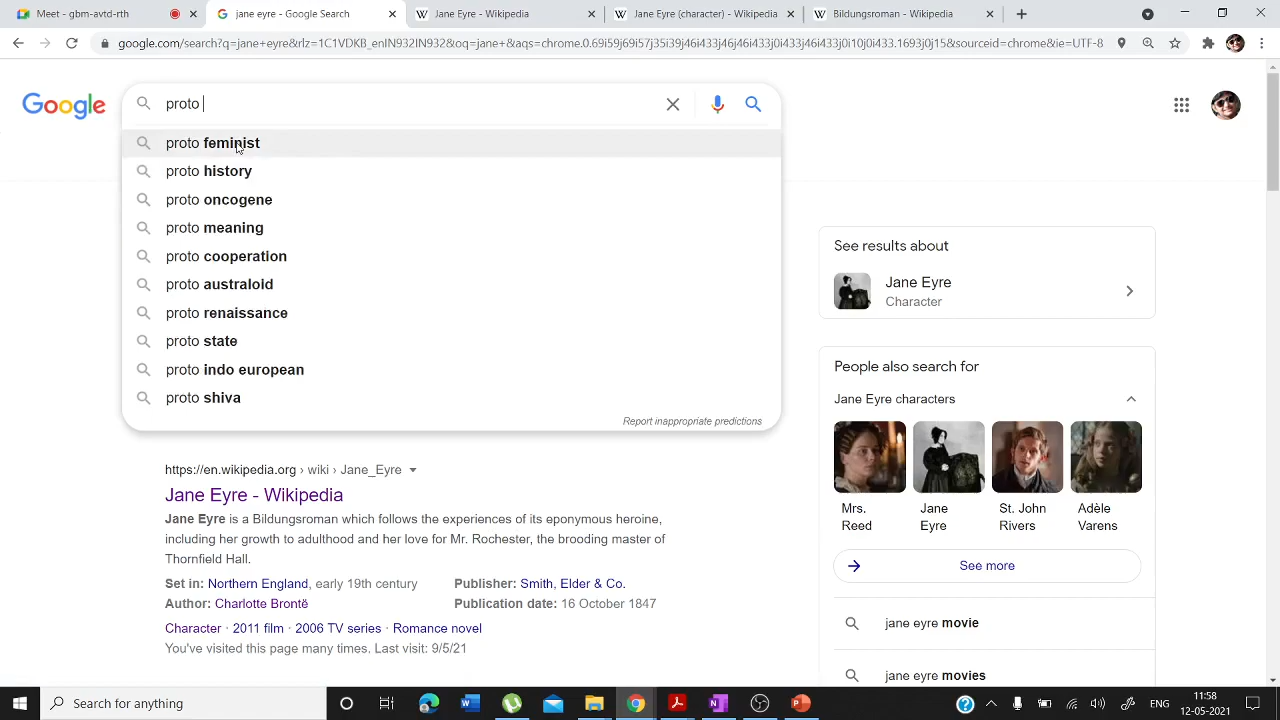 Meet - gbm-avtd-tth
jane eyre - Google Search
Jane Eyre - Wikipedia
Jane Eyre (character) - Wikipedia
Bildungsroman - Wikipedia
google.com/search?q=jane+eyre&rlz=1C1VDKB_enIN932IN932&oq=jane+&aqs=chrome.0.69i59j69i57j35i39j46i433j46j46i433j0i433j46i433j0i10j0i433.1693j0j15&sourceid=chrome&ie=UTF-8
Google
proto
proto feminist
proto history
proto oncogene
proto meaning
proto cooperation
proto australoid
proto renaissance
proto state
proto indo european
proto shiva
Report inappropriate predictions
https://en.wikipedia.org › wiki › Jane_Eyre
Jane Eyre - Wikipedia
Jane Eyre is a Bildungsroman which follows the experiences of its eponymous heroine,
including her growth to adulthood and her love for Mr. Rochester, the brooding master of
Thornfield Hall.
Set in: Northern England, early 19th century
Publisher: Smith, Elder & Co.
Author: Charlotte Brontë
Publication date: 16 October 1847
Character · 2011 film · 2006 TV series · Romance novel
You've visited this page many times. Last visit: 9/5/21
See results about
Jane Eyre
Character
People also search for
Jane Eyre characters
Mrs.
Reed
Jane
Eyre
St. John
Rivers
Adèle
Varens
See more
jane eyre movie
jane eyre movies
Search for anything
ENG
11:58
12-05-2021